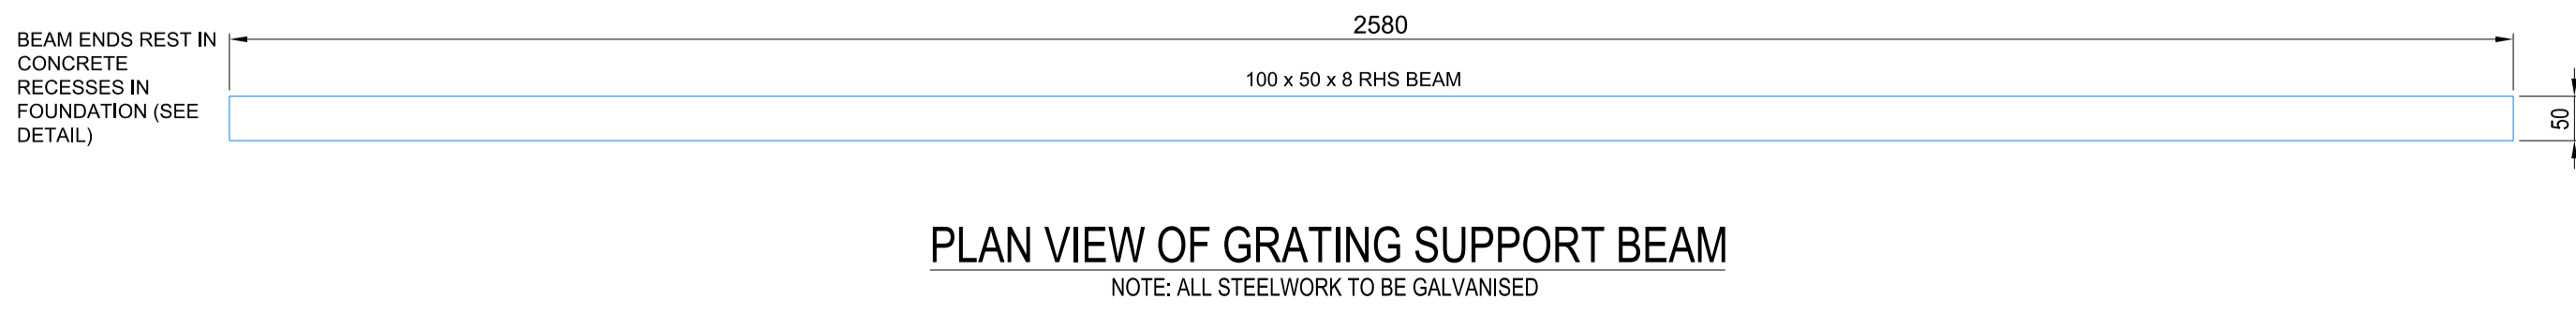 2580
BEAM ENDS REST IN
CONCRETE
RECESSES IN
FOUNDATION (SEE
DETAIL)
100 x 50 x 8 RHS BEAM
50
PLAN VIEW OF GRATING SUPPORT BEAM
NOTE: ALL STEELWORK TO BE GALVANISED